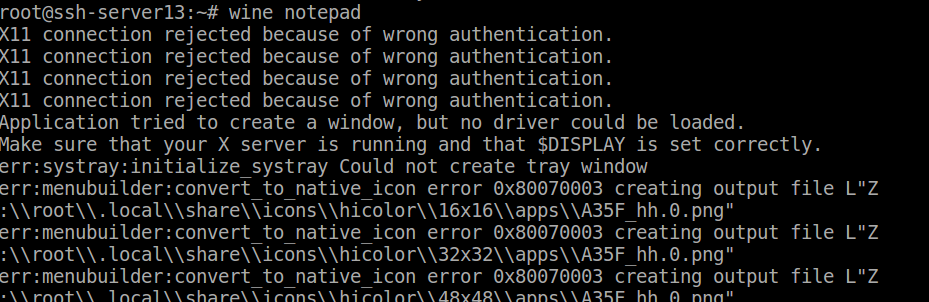 root@ssh-server13:~# wine notepad
X11 connection rejected because of wrong authentication.
X11 connection rejected because of wrong authentication.
X11 connection rejected because of wrong authentication.
X11 connection rejected because of wrong authentication.
Application tried to create a window, but no driver could be loaded.
Make sure that your X server is running and that $DISPLAY is set correctly.
err:systray:initialize_systray Could not create tray window
err:menubuilder:convert_to_native_icon error 0x80070003 creating output file L"Z
:\\root\\.local\\share\\icons\\hicolor\\16x16\\apps\\A35F_hh.0.png"
err:menubuilder:convert_to_native_icon error 0x80070003 creating output file L"Z
:\\root\\.local\\share\\icons\\hicolor\\32x32\\apps\\A35F_hh.0.png"
err:menubuilder:convert_to_native_icon error 0x80070003 creating output file L"Z
:\\root\\.local\\share\\icons\\hicolor\\48x48\\apps\\A35F_hh.0.png"